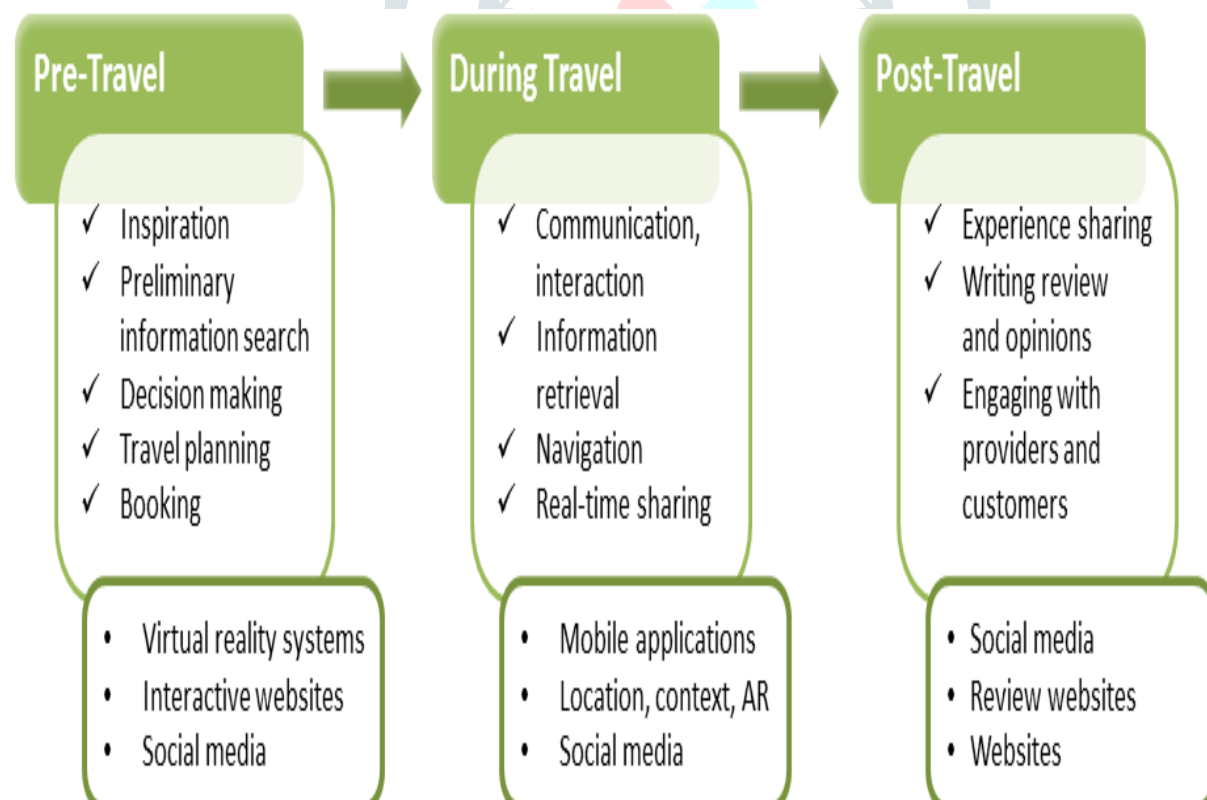 Pre-Travel
✓ Inspiration
✓ Preliminary
information search
✓ Decision making
✓ Travel planning
✓ Booking
• Virtual reality systems
• Interactive websites
• Social media
During Travel
✓ Communication,
interaction
✓ Information
retrieval
✓ Navigation
✓ Real-time sharing
• Mobile applications
• Location, context, AR
• Social media
Post-Travel
✓ Experience sharing
✓ Writing review
and opinions
✓ Engaging with
providers and
customers
• Social media
• Review websites
• Websites